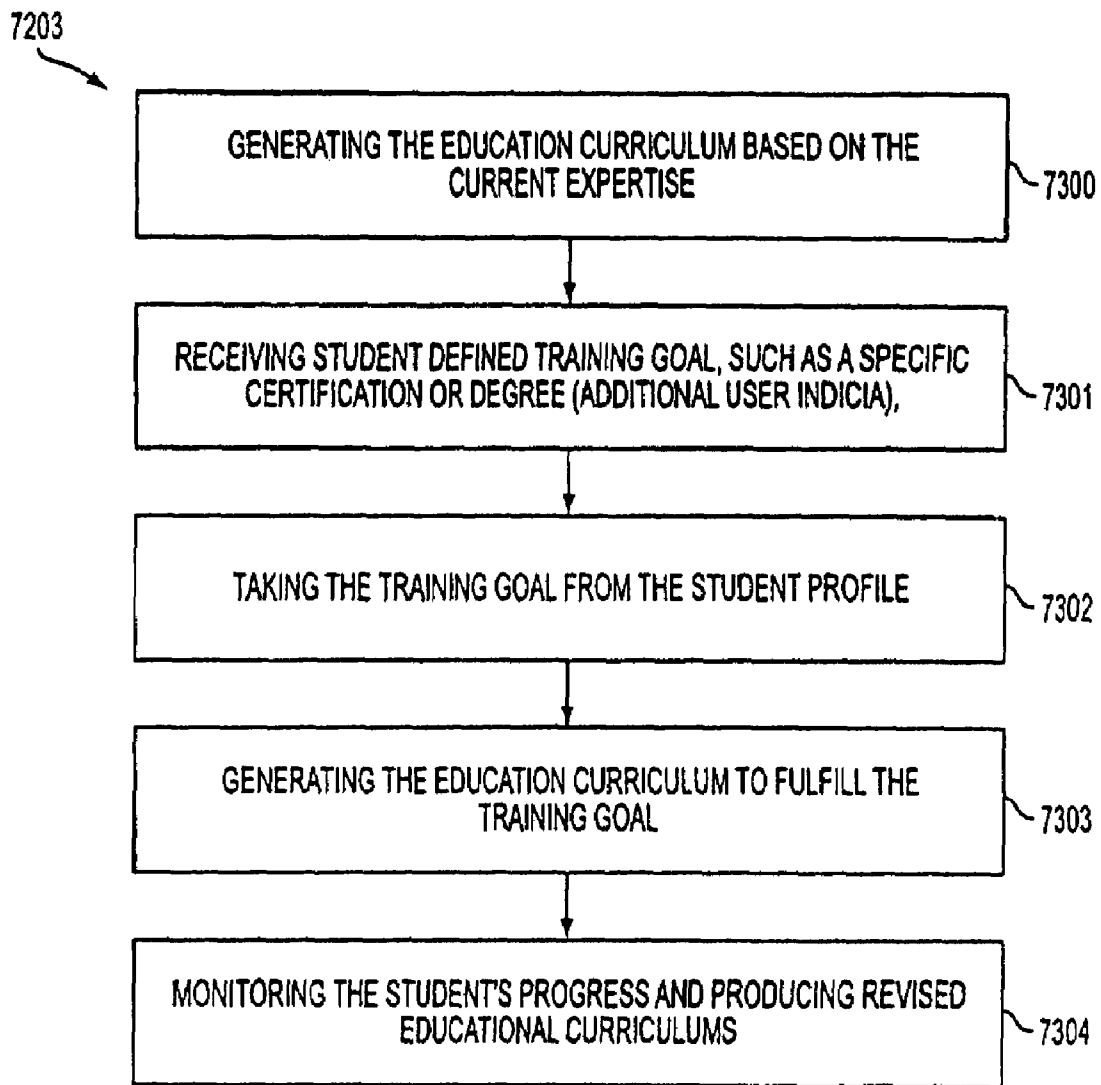 7203
GENERATING THE EDUCATION CURRICULUM BASED ON THE
CURRENT EXPERTISE
7300
RECEIVING STUDENT DEFINED TRAINING GOAL, SUCH AS A SPECIFIC
CERTIFICATION OR DEGREE (ADDITIONAL USER INDICIA),
7301
TAKING THE TRAINING GOAL FROM THE STUDENT PROFILE
7302
GENERATING THE EDUCATION CURRICULUM TO FULFILL THE
TRAINING GOAL
7303
MONITORING THE STUDENT'S PROGRESS AND PRODUCING REVISED
EDUCATIONAL CURRICULUMS
7304